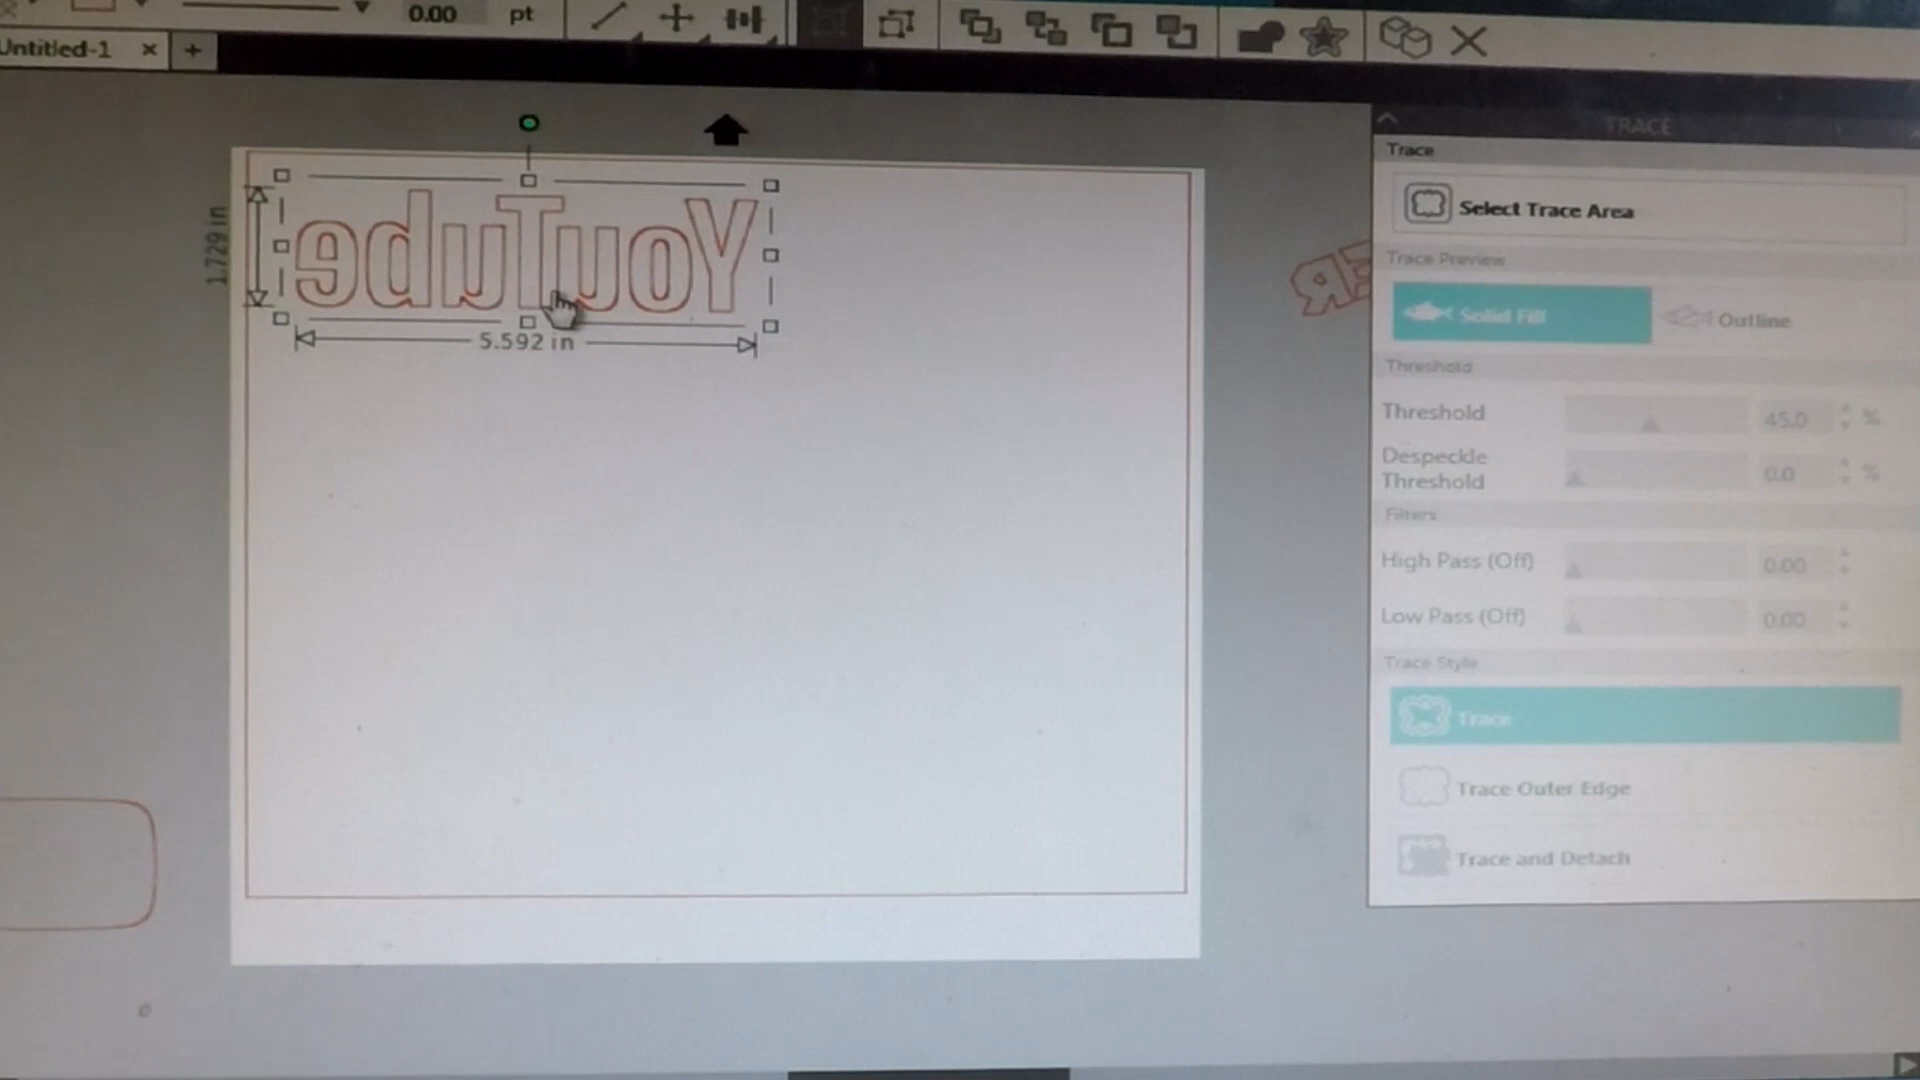 0.00 pt
Untitled-1
TRACE
Trace
Select Trace Area
Trace Preview
Solid Fill
Outline
Threshold
Threshold 45.0 %
Despeckle
Threshold 0.0 %
Filters
High Pass (Off) 0.00
Low Pass (Off) 0.00
Trace Style
Trace
Trace Outer Edge
Trace and Detach
1.729 in
YouTube
5.592 in